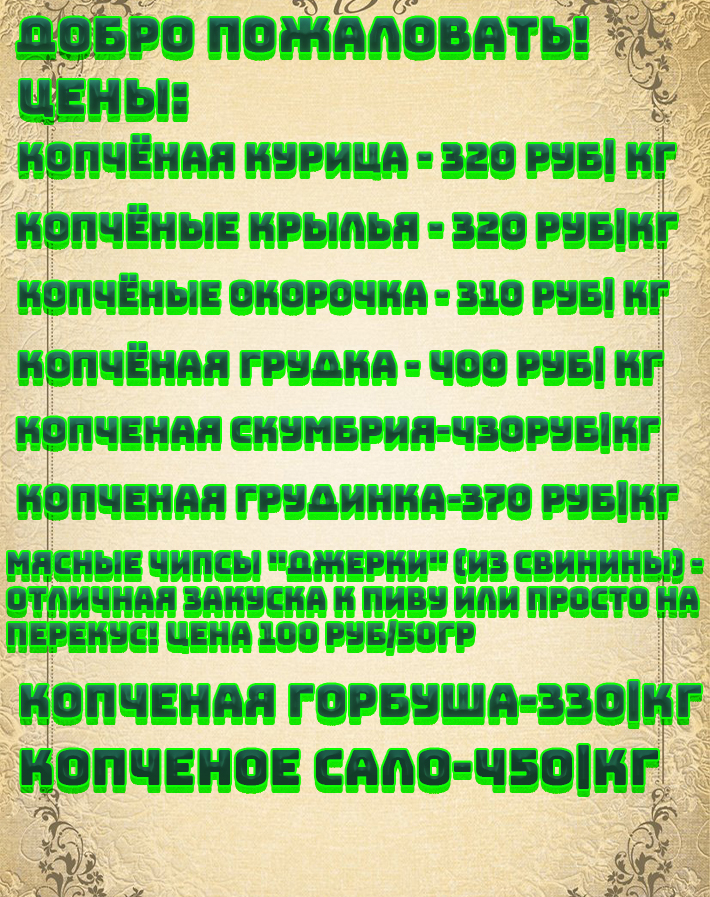 ДОБРО ПОЖАЛОВАТЬ!
ЦЕНЫ:
КОПЧЁНАЯ КУРИЦА - 320 РУБ| КГ
КОПЧЁНЫЕ КРЫЛЬЯ - 320 РУБ|КГ
КОПЧЁНЫЕ ОКОРОЧКА - 310 РУБ| КГ
КОПЧЁНАЯ ГРУДКА - 400 РУБ| КГ
КОПЧЕНАЯ СКУМБРИЯ-430РУБ|КГ
КОПЧЕНАЯ ГРУДИНКА-370 РУБ|КГ
МЯСНЫЕ ЧИПСЫ "ДЖЕРКИ" (ИЗ СВИНИНЫ) -
ОТЛИЧНАЯ ЗАКУСКА К ПИВУ ИЛИ ПРОСТО НА
ПЕРЕКУС! ЦЕНА 100 РУБ/50ГР
КОПЧЕНАЯ ГОРБУША-330|КГ
КОПЧЕНОЕ САЛО-450|КГ